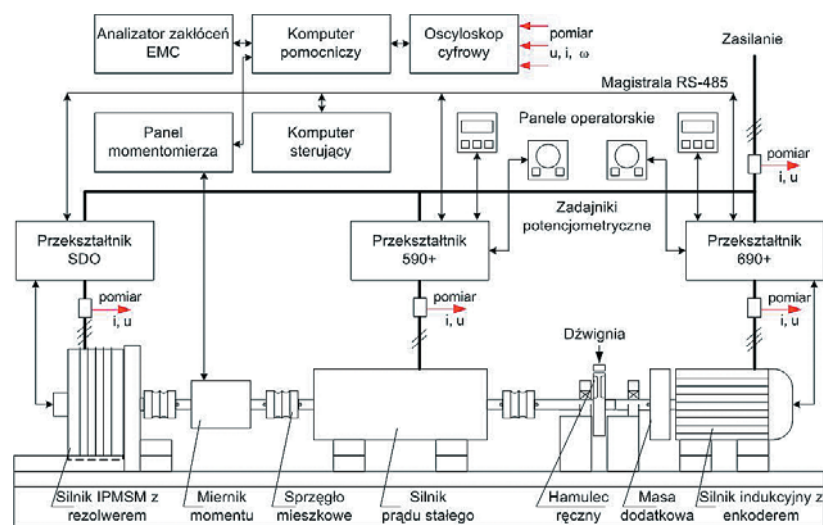 Analizator zakłóceń
EMC
Komputer
pomocniczy
Oscyloskop
cyfrowy
pomiar
u, i, ω
Zasilanie
Magistrala RS-485
Panel
momentomierza
Komputer
sterujący
Panele operatorskie
pomiar
i, u
Zadajniki
potencjometryczne
Przekształtnik
SDO
Przekształtnik
590+
Przekształtnik
690+
pomiar
i, u
pomiar
i, u
Dźwignia
Silnik IPMSM z
rezolwerem
Miernik
momentu
Sprzęgło
mieszkowe
Silnik
prądu stałego
Hamulec
ręczny
Masa
dodatkowa
Silnik indukcyjny z
enkoderem